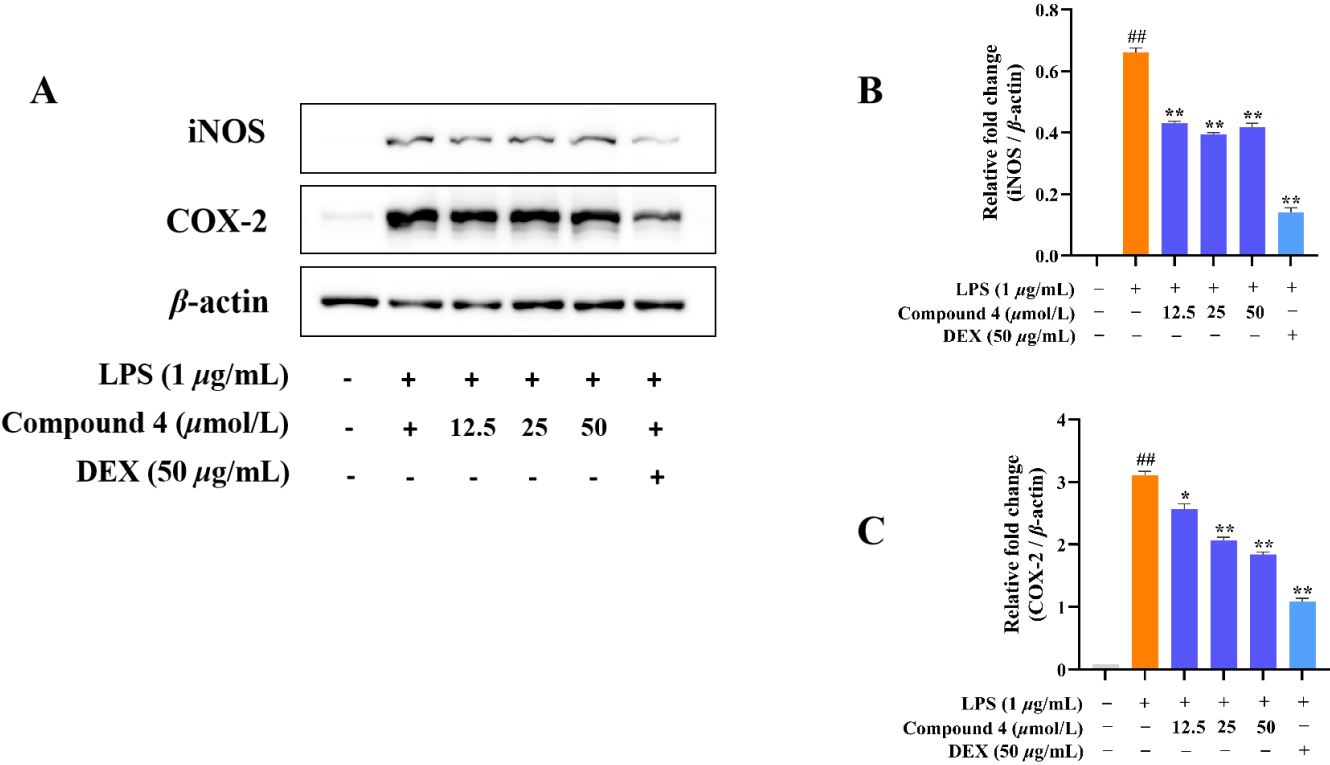 A
iNOS
COX-2
β-actin
LPS (1 μg/mL) - + + + + +
Compound 4 (μmol/L) - + 12.5 25 50 +
DEX (50 μg/mL) - - - - - +
B
Relative fold change
(iNOS / β-actin)
0.8
0.6
0.4
0.2
0.0
##
**
**
**
**
LPS (1 μg/mL) − + + + + +
Compound 4 (μmol/L) − − 12.5 25 50 −
DEX (50 μg/mL) − − − − − +
C
Relative fold change
(COX-2 / β-actin)
4
3
2
1
0
##
*
**
**
**
LPS (1 μg/mL) − + + + + +
Compound 4 (μmol/L) − − 12.5 25 50 −
DEX (50 μg/mL) − − − − − +